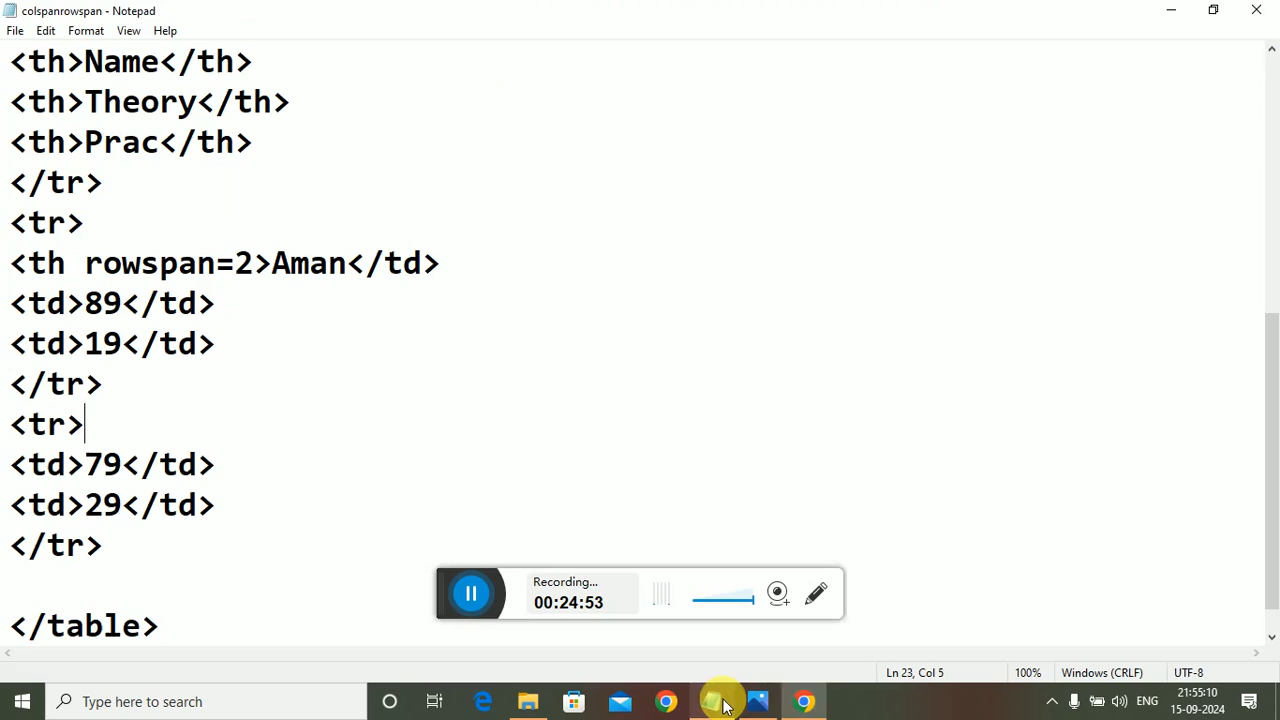 colspanrowspan - Notepad
File Edit Format View Help
<th>Name</th>
<th>Theory</th>
<th>Prac</th>
</tr>
<tr>
<th rowspan=2>Aman</td>
<td>89</td>
<td>19</td>
</tr>
<tr>
<td>79</td>
<td>29</td>
</tr>
Recording...
00:24:53
</table>
Ln 23, Col 5 100% Windows (CRLF) UTF-8
Type here to search
ENG
21:55:10
15-09-2024